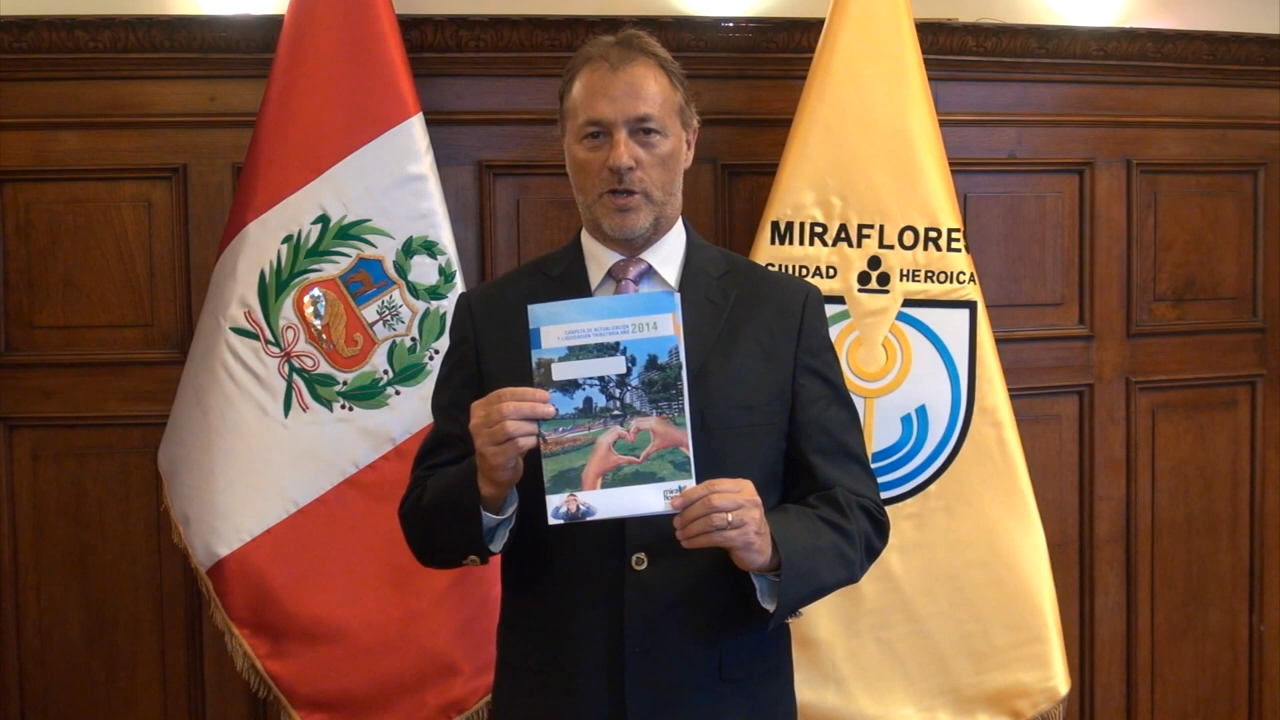 MIRAFLORES
CIUDAD HEROICA
CARPETA DE ACTUALIZACIÓN
Y LIQUIDACIÓN TRIBUTARIA AÑO 2014